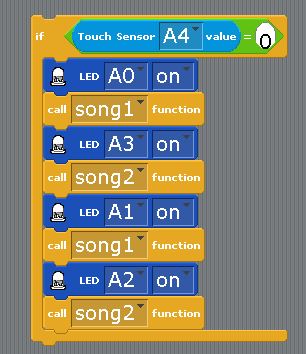 if Touch Sensor A4 value = 0
LED A0 on
call song1 function
LED A3 on
call song2 function
LED A1 on
call song1 function
LED A2 on
call song2 function